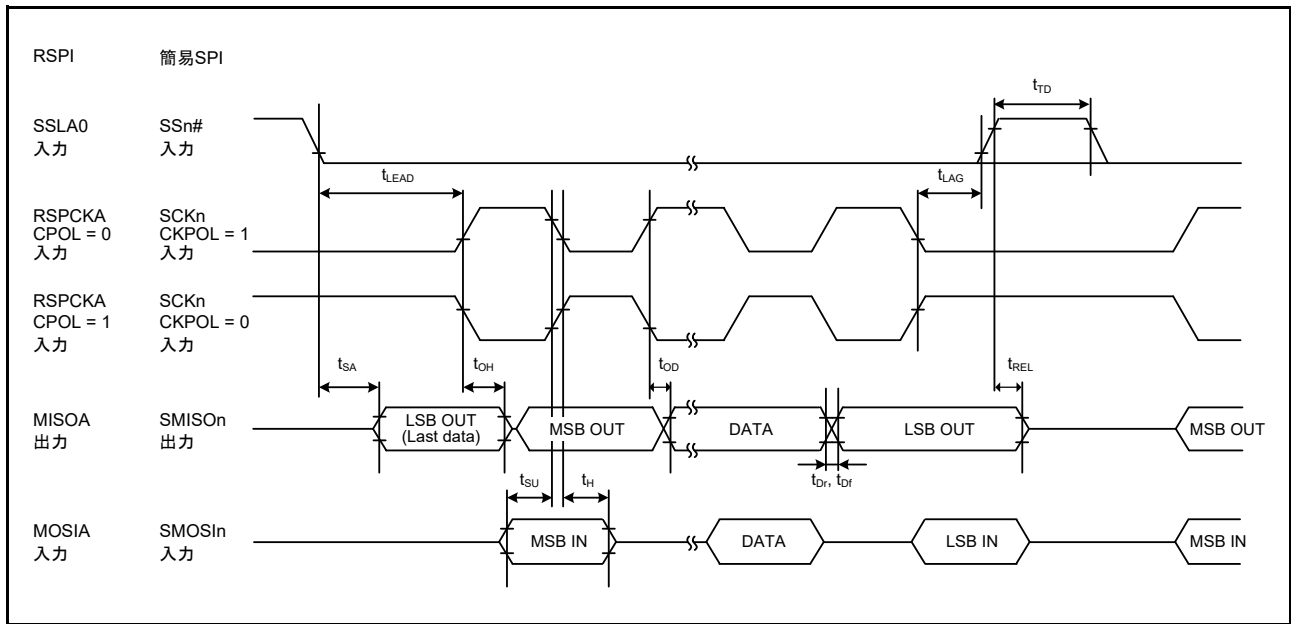 RSPI 簡易SPI
tTD
SSLA0 SSn#
入力 入力
tLEAD tLAG
RSPCKA SCKn
CPOL = 0 CKPOL = 1
入力 入力
RSPCKA SCKn
CPOL = 1 CKPOL = 0
入力 入力
tSA tOH tOD tREL
MISOA SMISOn
出力 出力
LSB OUT
(Last data)
MSB OUT DATA LSB OUT MSB OUT
tSU tH tDr, tDf
MOSIA SMOSIn
入力 入力
MSB IN DATA LSB IN MSB IN